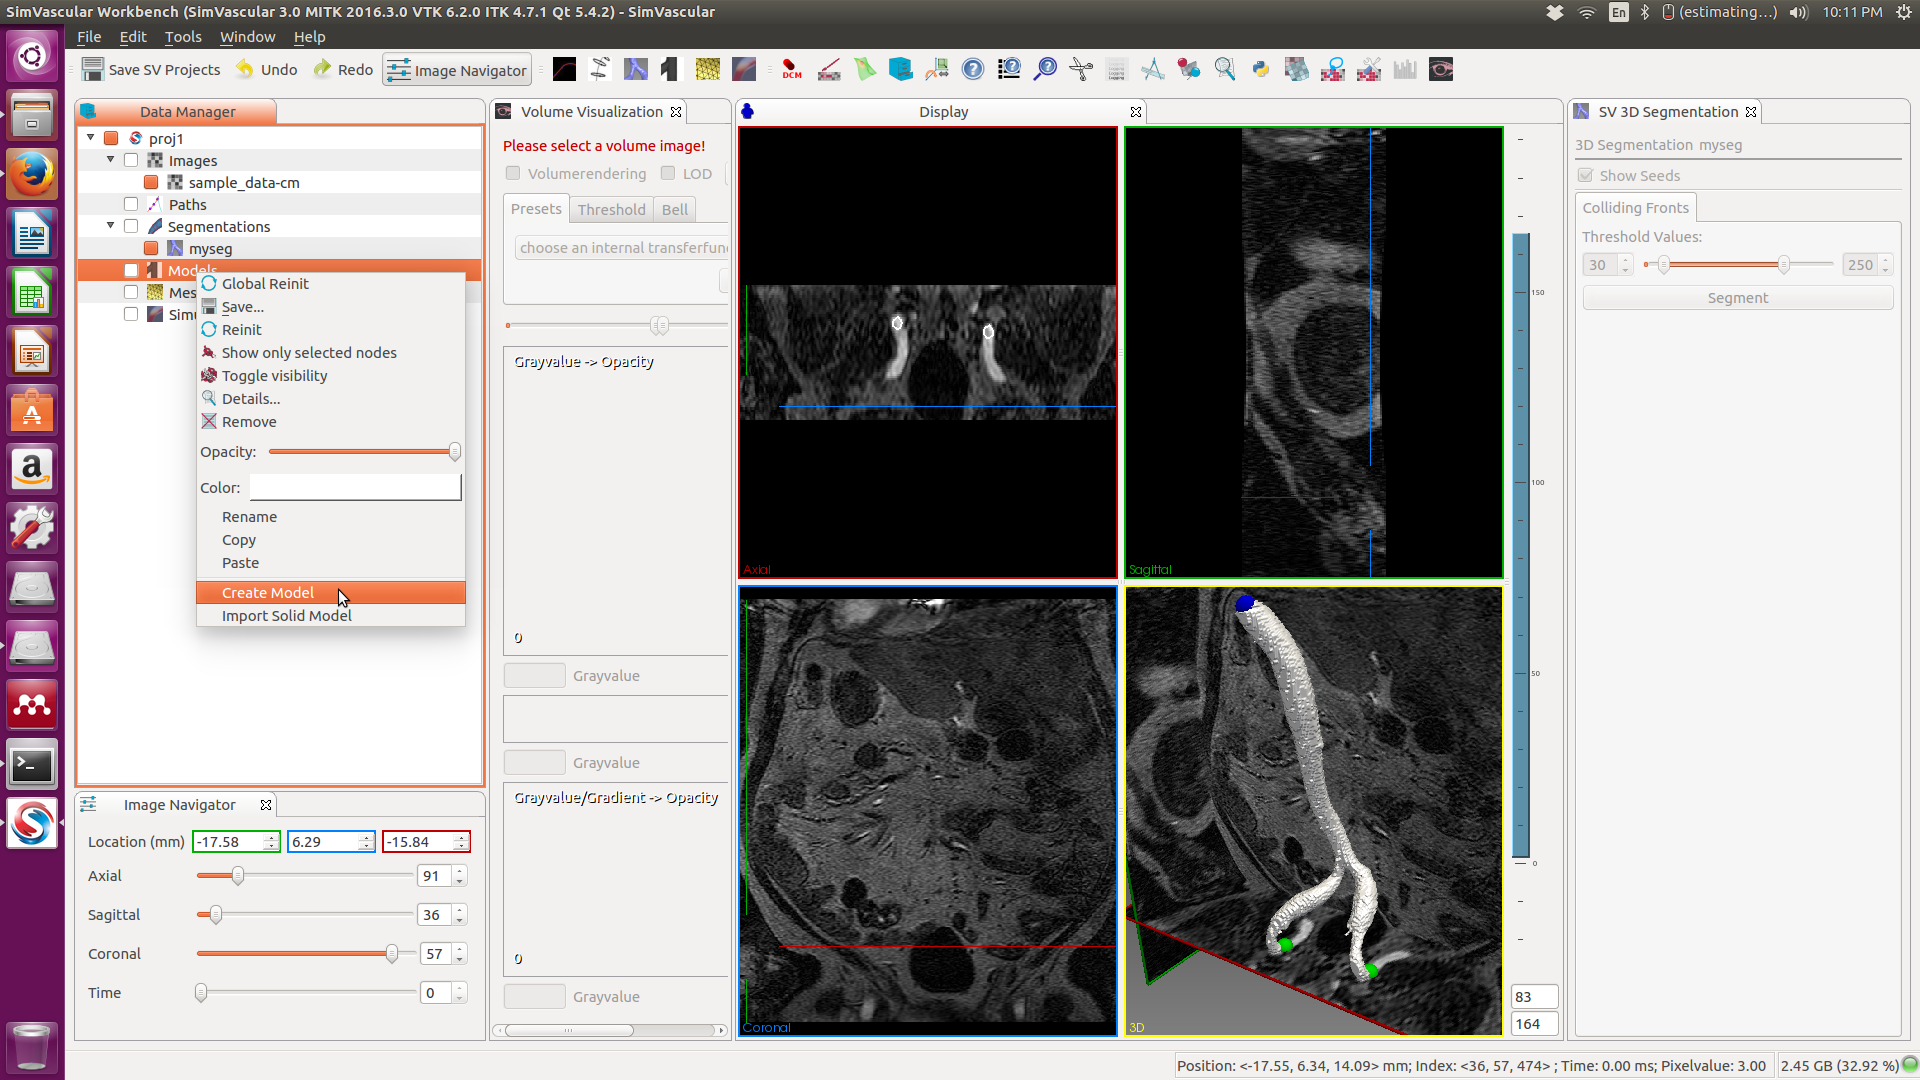 SimVascular Workbench (SimVascular 3.0 MITK 2016.3.0 VTK 6.2.0 ITK 4.7.1 Qt 5.4.2) - SimVascular
En
(estimating...)
10:11 PM
File Edit Tools Window Help
Save SV Projects
Undo
Redo
Image Navigator
DCM
Data Manager
proj1
Images
sample_data-cm
Paths
Segmentations
myseg
Models
Mes
Simu
Global Reinit
Save...
Reinit
Show only selected nodes
Toggle visibility
Details...
Remove
Opacity:
Color:
Rename
Copy
Paste
Create Model
Import Solid Model
Image Navigator
Location (mm) -17.58 6.29 -15.84
Axial 91
Sagittal 36
Coronal 57
Time 0
Volume Visualization
Please select a volume image!
Volumerendering LOD
Presets Threshold Bell
choose an internal transferfun
Grayvalue -> Opacity
0
Grayvalue
Grayvalue
Grayvalue/Gradient -> Opacity
0
Grayvalue
Display
Axial
Sagittal
Coronal
3D
150
100
50
0
83
164
SV 3D Segmentation
3D Segmentation myseg
Show Seeds
Colliding Fronts
Threshold Values:
30 250
Segment
Position: <-17.55, 6.34, 14.09> mm; Index: <36, 57, 474> ; Time: 0.00 ms; Pixelvalue: 3.00
2.45 GB (32.92 %)